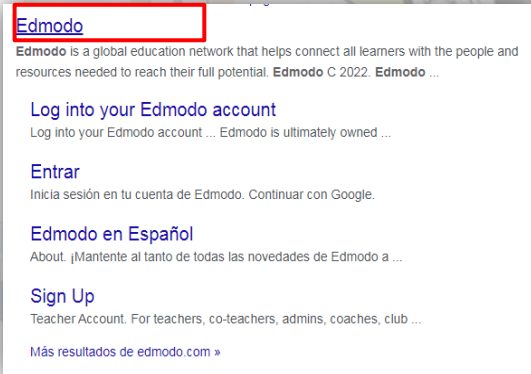 Edmodo
Edmodo is a global education network that helps connect all learners with the people and
resources needed to reach their full potential. Edmodo C 2022. Edmodo ...
Log into your Edmodo account
Log into your Edmodo account ... Edmodo is ultimately owned ...
Entrar
Inicia sesión en tu cuenta de Edmodo. Continuar con Google.
Edmodo en Español
About. ¡Mantente al tanto de todas las novedades de Edmodo a ...
Sign Up
Teacher Account. For teachers, co-teachers, admins, coaches, club ...
Más resultados de edmodo.com »